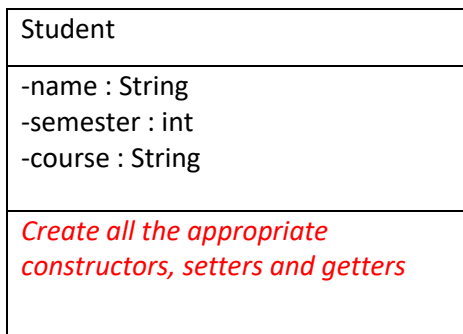 Student
-name : String
-semester : int
-course : String
Create all the appropriate
constructors, setters and getters